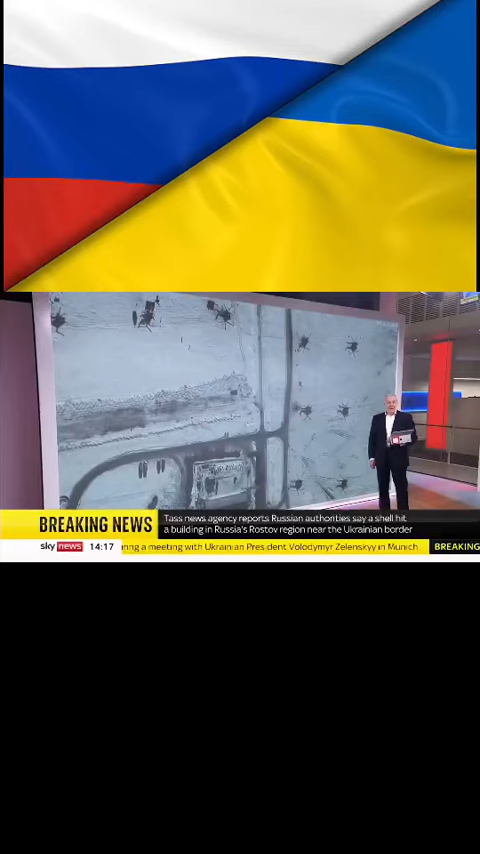 BREAKING NEWS
Tass news agency reports Russian authorities say a shell hit
a building in Russia's Rostov region near the Ukrainian border
sky news 14:17 ring a meeting with Ukrainian President Volodymyr Zelenskyy in Munich BREAKING